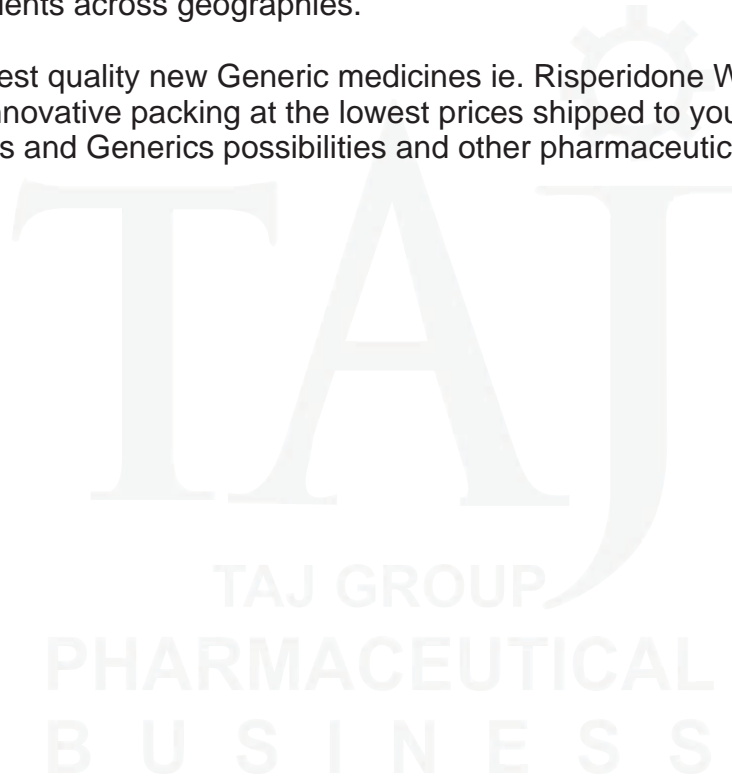 ients across geographies.
est quality new Generic medicines ie. Risperidone W
nnovative packing at the lowest prices shipped to you
s and Generics possibilities and other pharmaceutic
TAJ
TAJ GROUP
PHARMACEUTICAL
BUSINESS